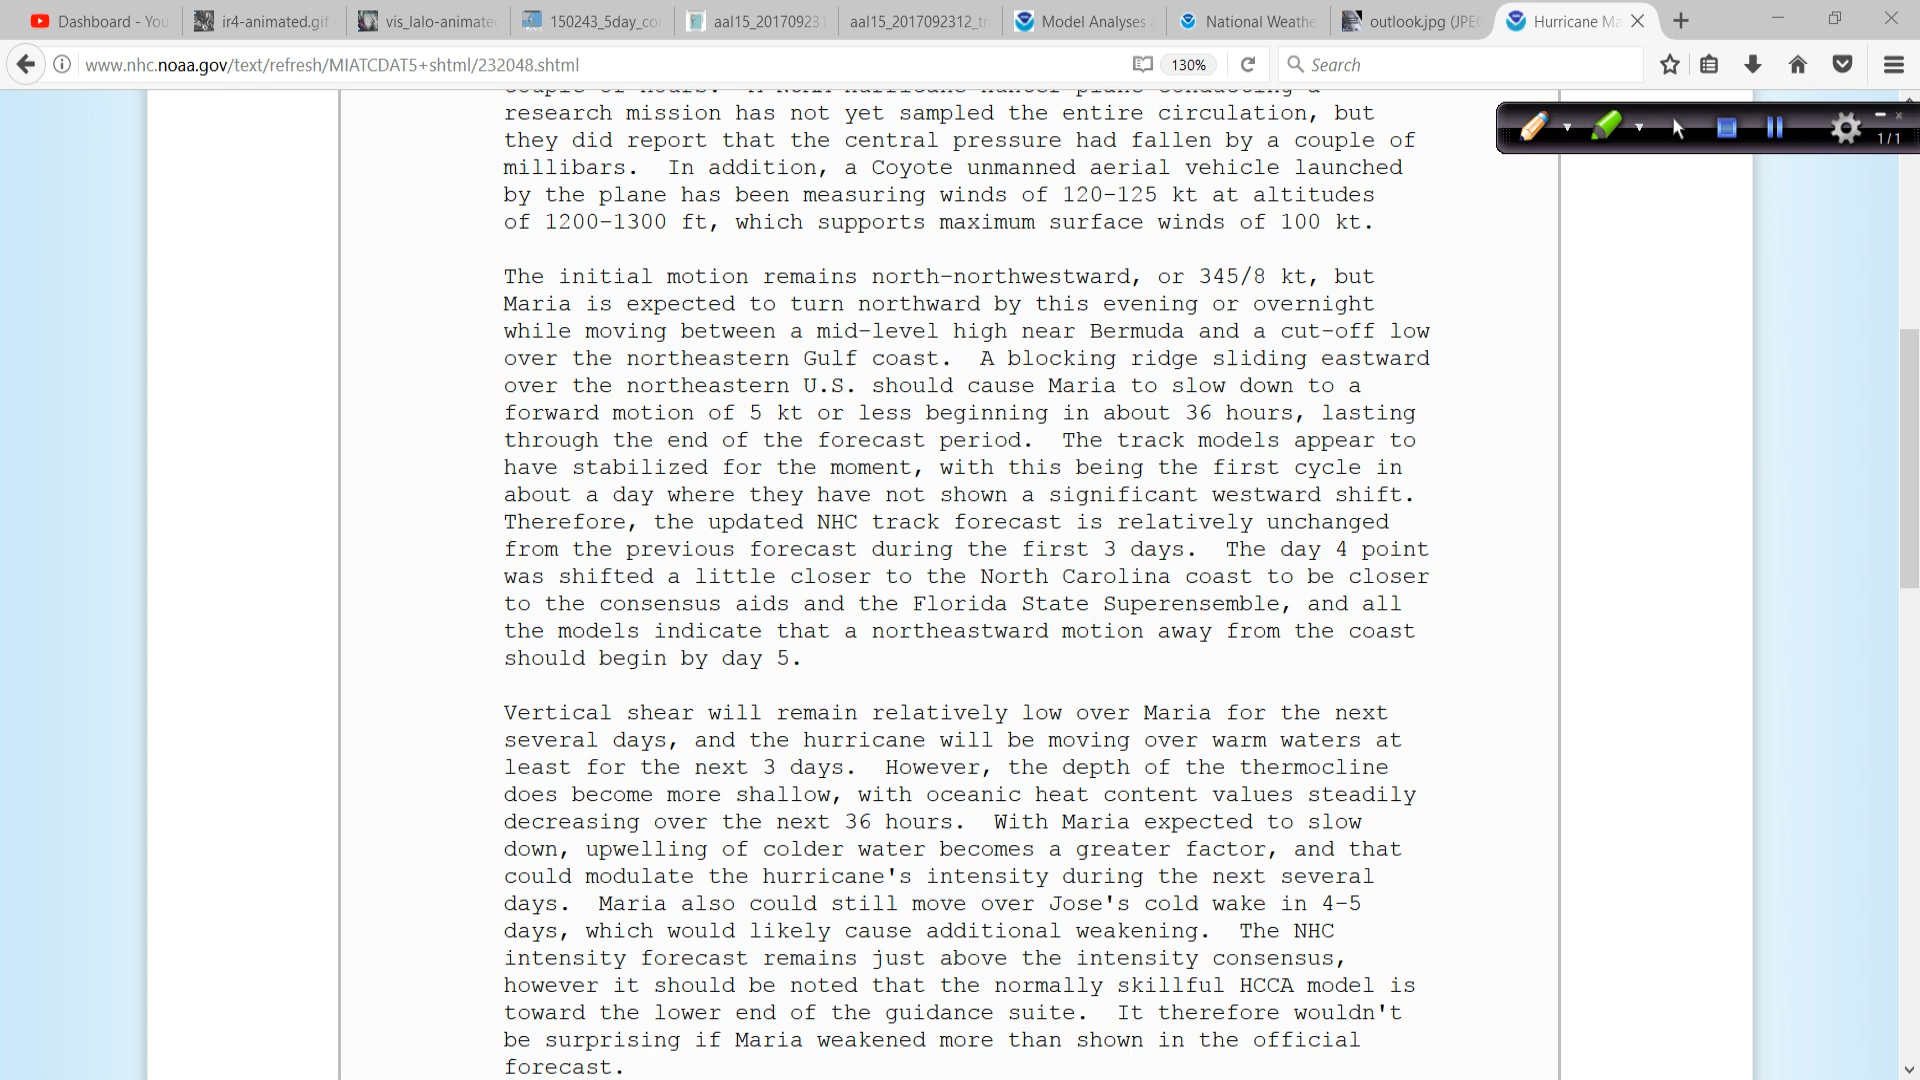 Dashboard - You
ir4-animated.gif
vis_lalo-animated
150243_5day_co
aal15_20170923
aal15_2017092312_tr
Model Analyses
National Weathe
outlook.jpg (JPE
Hurricane Ma
www.nhc.noaa.gov/text/refresh/MIATCDAT5+shtml/232048.shtml
130%
Search
1/1
couple of hours. A NOAA Hurricane Hunter plane conducting a
research mission has not yet sampled the entire circulation, but
they did report that the central pressure had fallen by a couple of
millibars.  In addition, a Coyote unmanned aerial vehicle launched
by the plane has been measuring winds of 120-125 kt at altitudes
of 1200-1300 ft, which supports maximum surface winds of 100 kt.
The initial motion remains north-northwestward, or 345/8 kt, but
Maria is expected to turn northward by this evening or overnight
while moving between a mid-level high near Bermuda and a cut-off low
over the northeastern Gulf coast.  A blocking ridge sliding eastward
over the northeastern U.S. should cause Maria to slow down to a
forward motion of 5 kt or less beginning in about 36 hours, lasting
through the end of the forecast period.  The track models appear to
have stabilized for the moment, with this being the first cycle in
about a day where they have not shown a significant westward shift.
Therefore, the updated NHC track forecast is relatively unchanged
from the previous forecast during the first 3 days.  The day 4 point
was shifted a little closer to the North Carolina coast to be closer
to the consensus aids and the Florida State Superensemble, and all
the models indicate that a northeastward motion away from the coast
should begin by day 5.
Vertical shear will remain relatively low over Maria for the next
several days, and the hurricane will be moving over warm waters at
least for the next 3 days.  However, the depth of the thermocline
does become more shallow, with oceanic heat content values steadily
decreasing over the next 36 hours.  With Maria expected to slow
down, upwelling of colder water becomes a greater factor, and that
could modulate the hurricane's intensity during the next several
days.  Maria also could still move over Jose's cold wake in 4-5
days, which would likely cause additional weakening.  The NHC
intensity forecast remains just above the intensity consensus,
however it should be noted that the normally skillful HCCA model is
toward the lower end of the guidance suite.  It therefore wouldn't
be surprising if Maria weakened more than shown in the official
forecast.